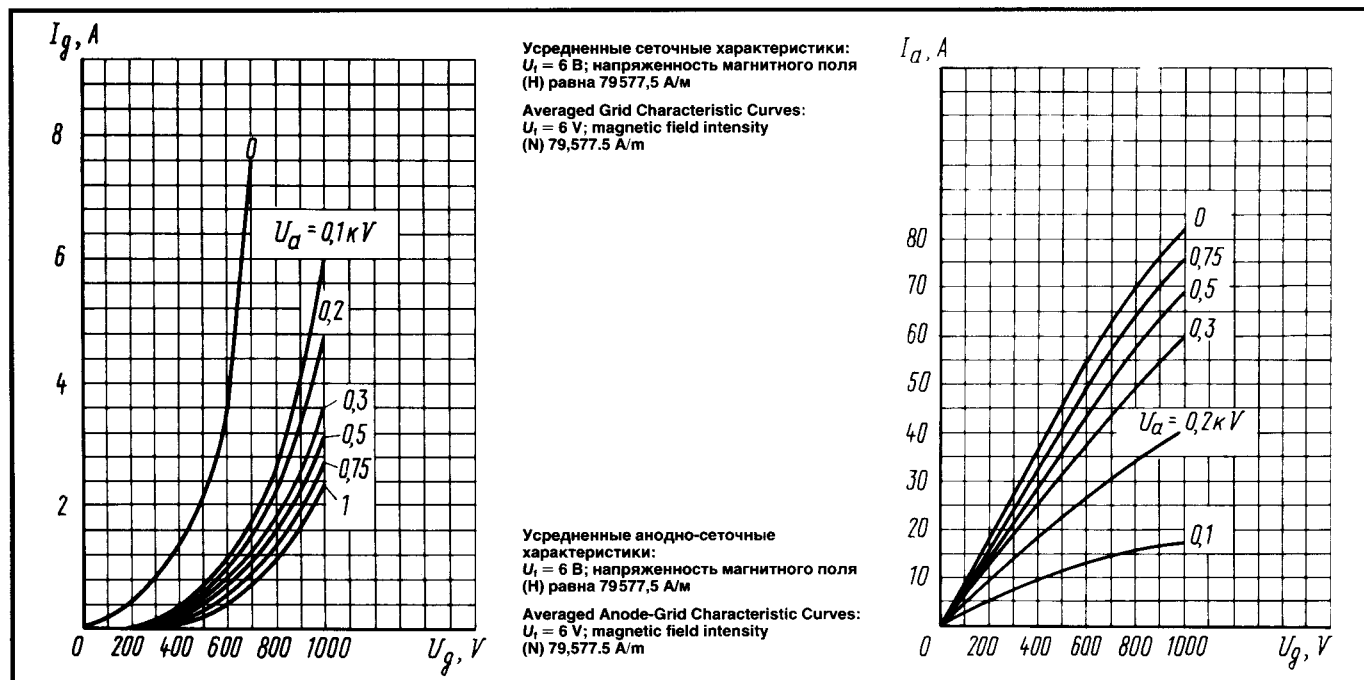 I_g, A
8
6
4
2
0
U_a = 0,1 кV
0,2
0,3
0,5
0,75
1
0 200 400 600 800 1000 U_g, V
Усредненные сеточные характеристики:
U_f = 6 В; напряженность магнитного поля
(Н) равна 79577,5 А/м
Averaged Grid Characteristic Curves:
U_f = 6 V; magnetic field intensity
(N) 79,577.5 A/m
Усредненные анодно-сеточные
характеристики:
U_f = 6 В; напряженность магнитного поля
(Н) равна 79577,5 А/м
Averaged Anode-Grid Characteristic Curves:
U_f = 6 V; magnetic field intensity
(N) 79,577.5 A/m
I_a, A
80
70
60
50
40
30
20
10
0
0,75
0,5
0,3
U_a = 0,2 кV
0,1
0 200 400 600 800 1000 U_g, V